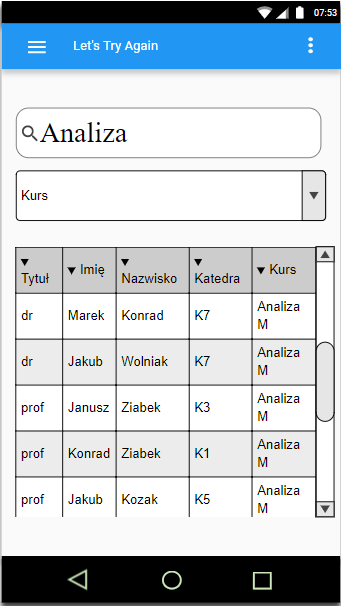 07:53
Let's Try Again
Analiza
Kurs
Tytuł Imię Nazwisko Katedra Kurs
dr Marek Konrad K7 Analiza M
dr Jakub Wolniak K7 Analiza M
prof Janusz Ziabek K3 Analiza M
prof Konrad Ziabek K1 Analiza M
prof Jakub Kozak K5 Analiza M